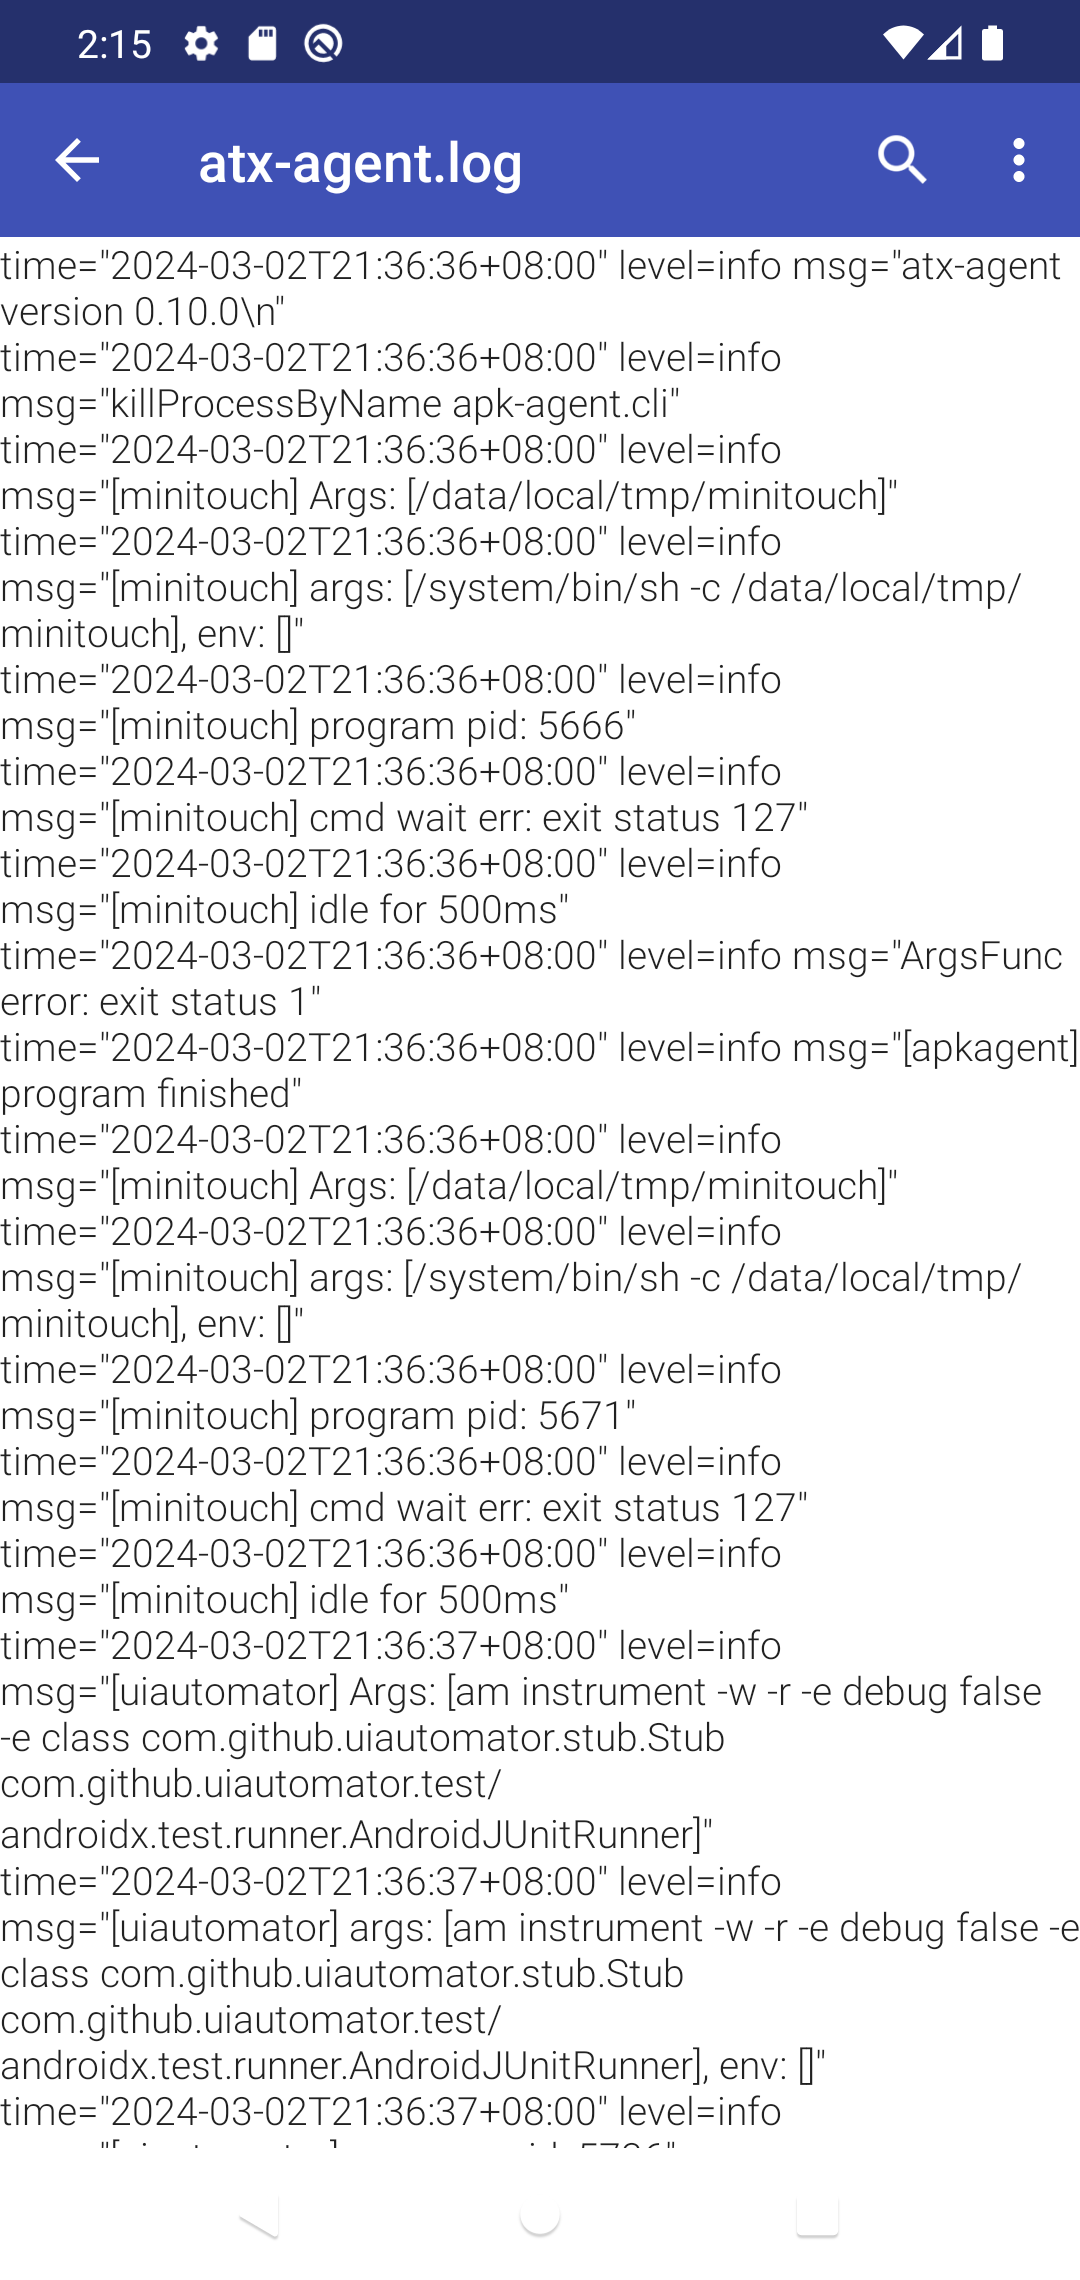 2:15
atx-agent.log
time="2024-03-02T21:36:36+08:00" level=info msg="atx-agent
version 0.10.0\n"
time="2024-03-02T21:36:36+08:00" level=info
msg="killProcessByName apk-agent.cli"
time="2024-03-02T21:36:36+08:00" level=info
msg="[minitouch] Args: [/data/local/tmp/minitouch]"
time="2024-03-02T21:36:36+08:00" level=info
msg="[minitouch] args: [/system/bin/sh -c /data/local/tmp/
minitouch], env: []"
time="2024-03-02T21:36:36+08:00" level=info
msg="[minitouch] program pid: 5666"
time="2024-03-02T21:36:36+08:00" level=info
msg="[minitouch] cmd wait err: exit status 127"
time="2024-03-02T21:36:36+08:00" level=info
msg="[minitouch] idle for 500ms"
time="2024-03-02T21:36:36+08:00" level=info msg="ArgsFunc
error: exit status 1"
time="2024-03-02T21:36:36+08:00" level=info msg="[apkagent]
program finished"
time="2024-03-02T21:36:36+08:00" level=info
msg="[minitouch] Args: [/data/local/tmp/minitouch]"
time="2024-03-02T21:36:36+08:00" level=info
msg="[minitouch] args: [/system/bin/sh -c /data/local/tmp/
minitouch], env: []"
time="2024-03-02T21:36:36+08:00" level=info
msg="[minitouch] program pid: 5671"
time="2024-03-02T21:36:36+08:00" level=info
msg="[minitouch] cmd wait err: exit status 127"
time="2024-03-02T21:36:36+08:00" level=info
msg="[minitouch] idle for 500ms"
time="2024-03-02T21:36:37+08:00" level=info
msg="[uiautomator] Args: [am instrument -w -r -e debug false
-e class com.github.uiautomator.stub.Stub
com.github.uiautomator.test/
androidx.test.runner.AndroidJUnitRunner]"
time="2024-03-02T21:36:37+08:00" level=info
msg="[uiautomator] args: [am instrument -w -r -e debug false -e
class com.github.uiautomator.stub.Stub
com.github.uiautomator.test/
androidx.test.runner.AndroidJUnitRunner], env: []"
time="2024-03-02T21:36:37+08:00" level=info